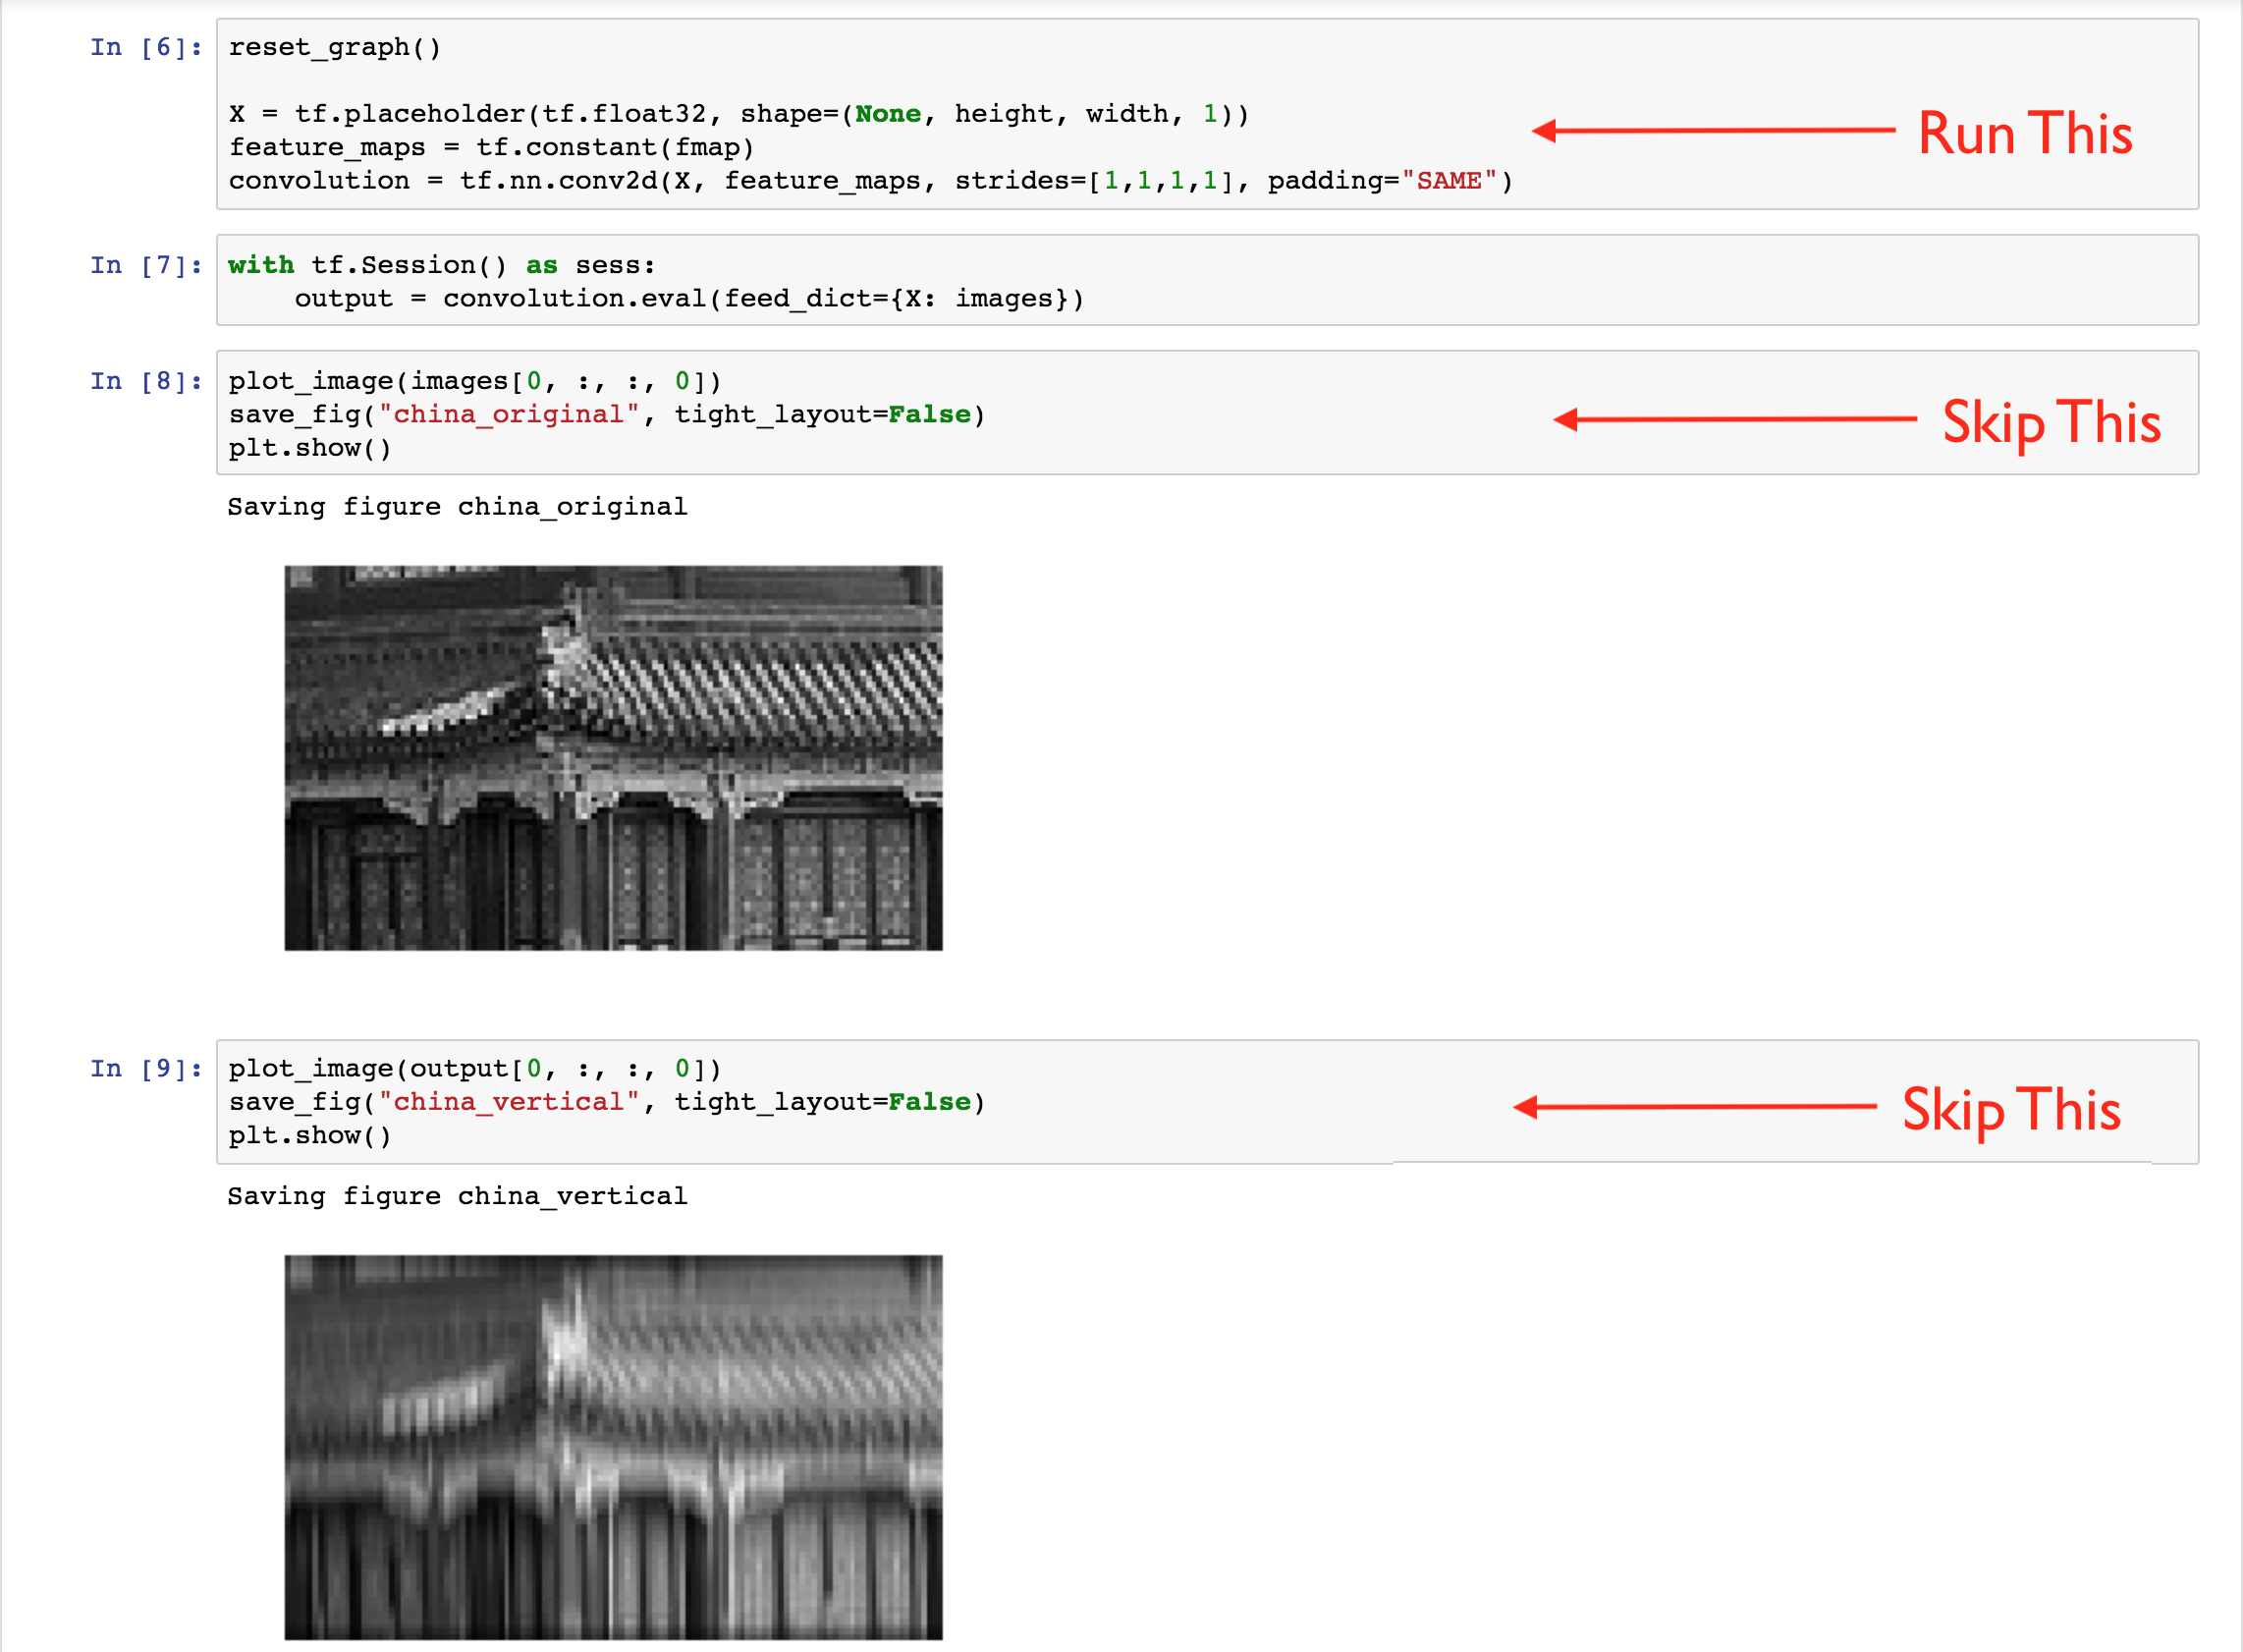 In [6]: reset_graph()
X = tf.placeholder(tf.float32, shape=(None, height, width, 1))
feature_maps = tf.constant(fmap)
convolution = tf.nn.conv2d(X, feature_maps, strides=[1,1,1,1], padding="SAME")
Run This
In [7]: with tf.Session() as sess:
    output = convolution.eval(feed_dict={X: images})
In [8]: plot_image(images[0, :, :, 0])
save_fig("china_original", tight_layout=False)
plt.show()
Skip This
Saving figure china_original
In [9]: plot_image(output[0, :, :, 0])
save_fig("china_vertical", tight_layout=False)
plt.show()
Skip This
Saving figure china_vertical